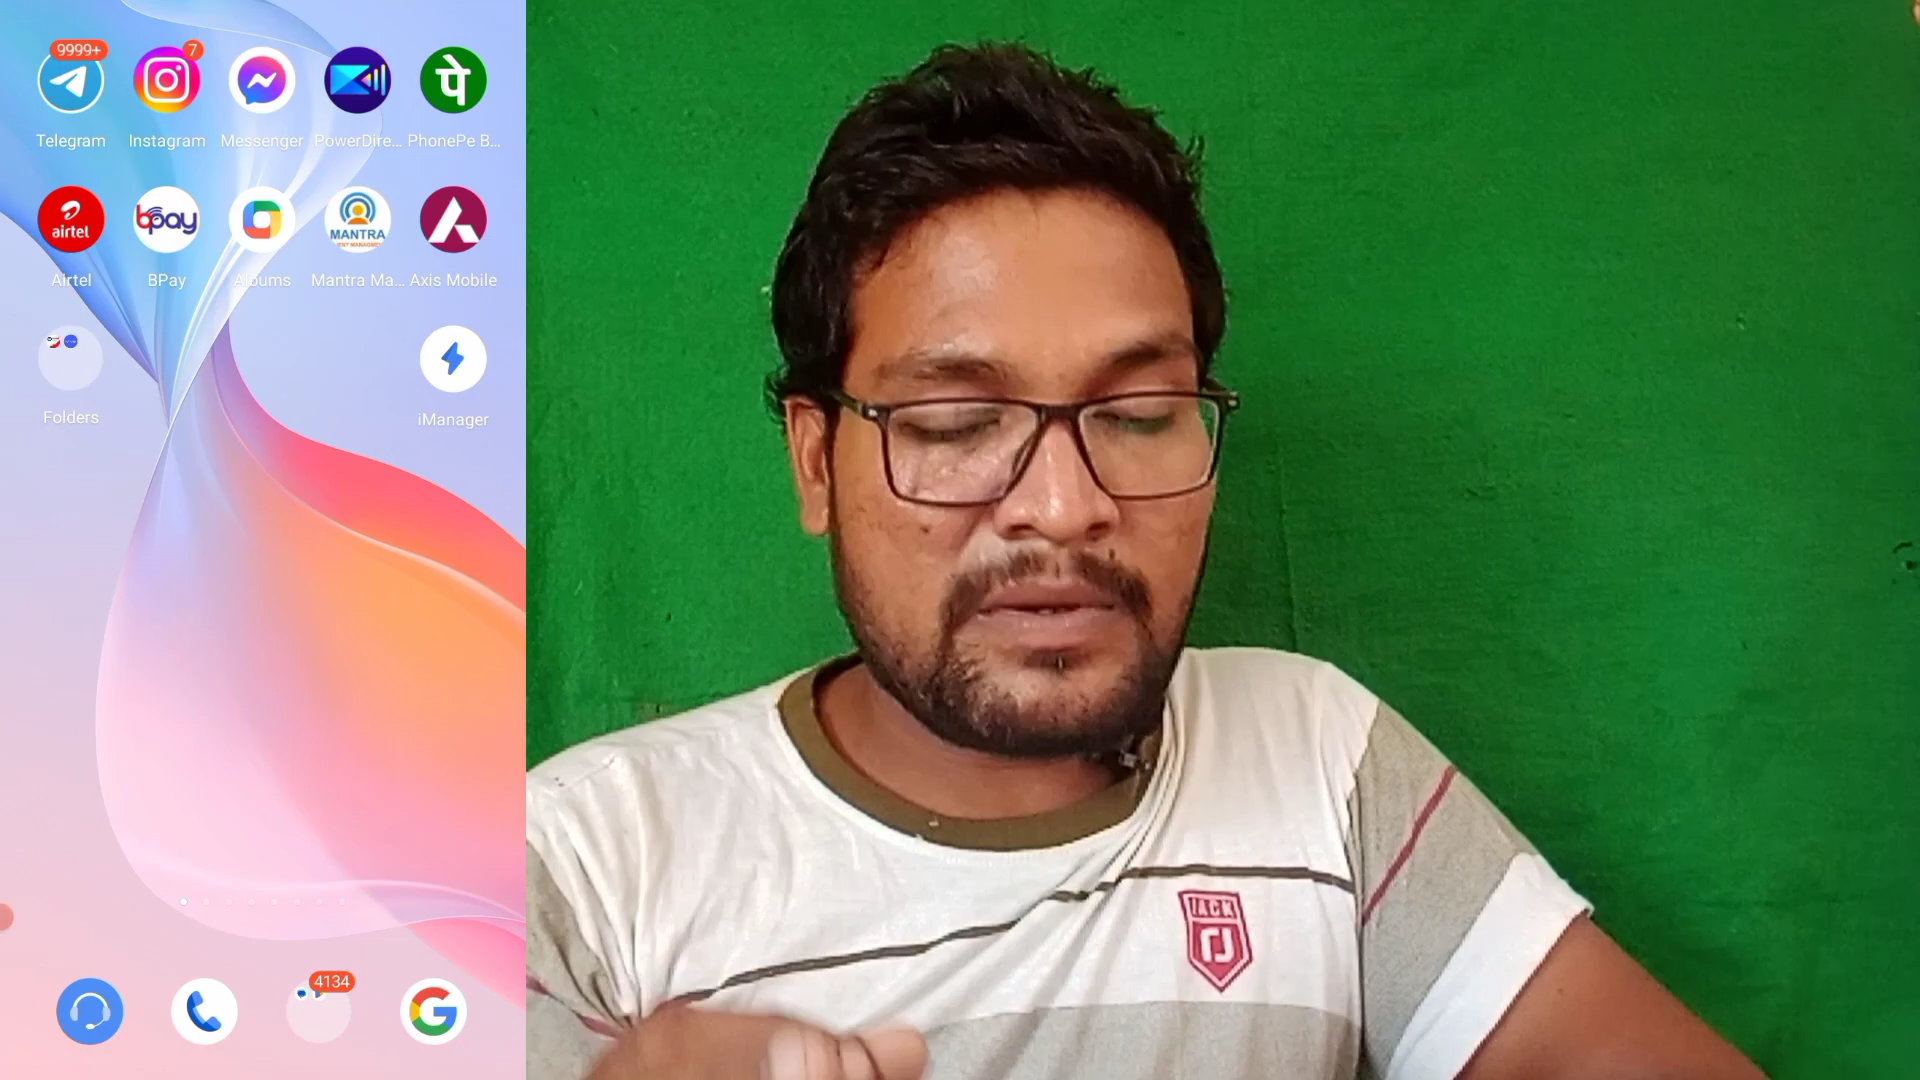 9999+
7
पे
Telegram
Instagram
Messenger
PowerDire...
PhonePe B...
airtel
bpay
MANTRA
Airtel
BPay
Albums
Mantra Ma...
Axis Mobile
Folders
iManager
JACK
4134
G